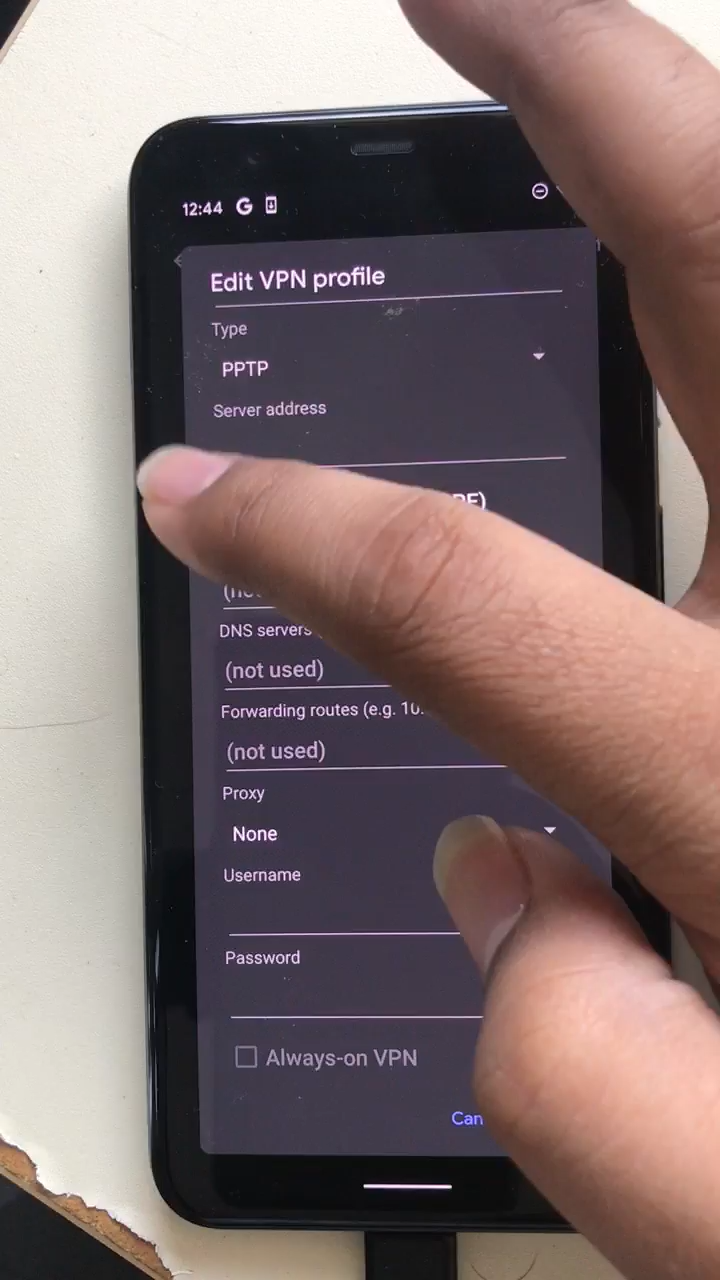 12:44 G
Edit VPN profile
Type
PPTP
Server address
DNS servers
(not used)
Forwarding routes (e.g. 10.
(not used)
Proxy
None
Username
Password
Always-on VPN